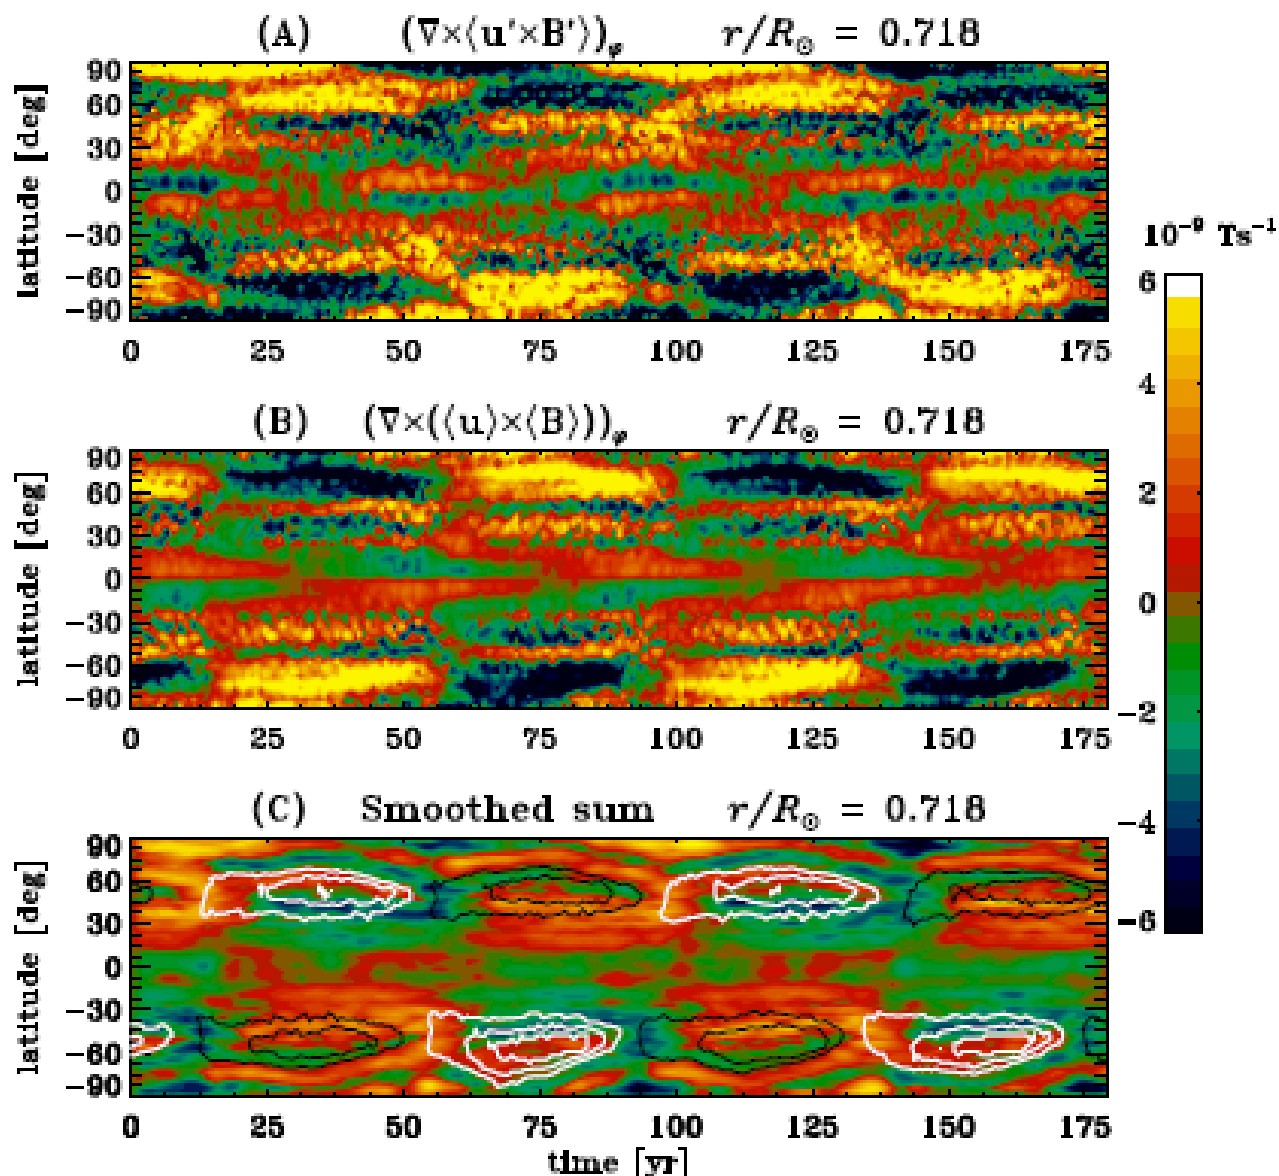 (A) (∇×⟨u'×B'⟩)φ r/R⊙ = 0.718
latitude [deg]
90
60
30
0
−30
−60
−90
0 25 50 75 100 125 150 175
(B) (∇×(⟨u⟩×⟨B⟩))φ r/R⊙ = 0.718
latitude [deg]
90
60
30
0
−30
−60
−90
0 25 50 75 100 125 150 175
(C) Smoothed sum r/R⊙ = 0.718
latitude [deg]
90
60
30
0
−30
−60
−90
0 25 50 75 100 125 150 175
time [yr]
10⁻⁹ Ts⁻¹
6
4
2
0
−2
−4
−6